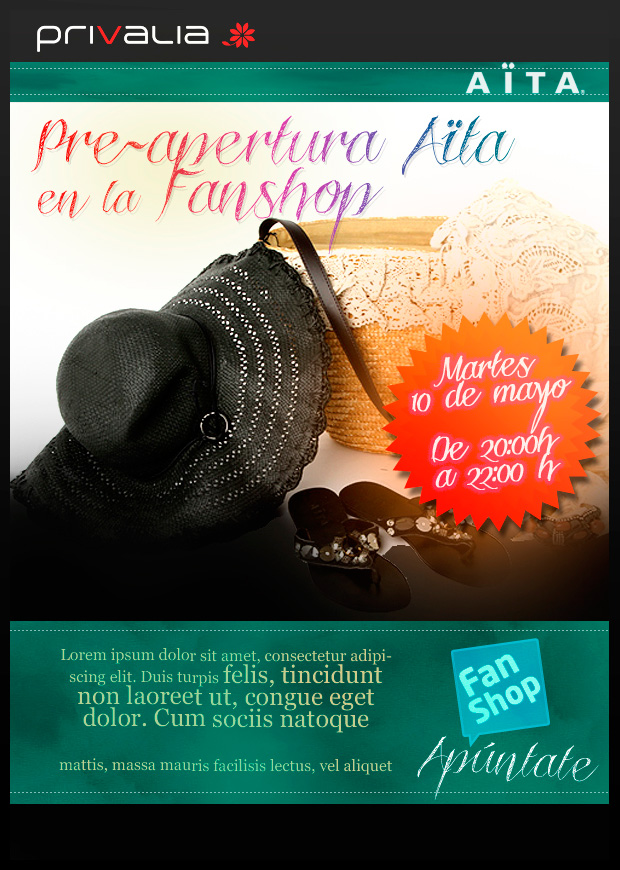 privalia
AÏTA®
Pre-apertura Aïta
en la Fanshop
Martes
10 de mayo
De 20:00h
a 22:00 h
Lorem ipsum dolor sit amet, consectetur adipi-
scing elit. Duis turpis felis, tincidunt
non laoreet ut, congue eget
dolor. Cum sociis natoque
mattis, massa mauris facilisis lectus, vel aliquet
Fan
Shop
Apúntate